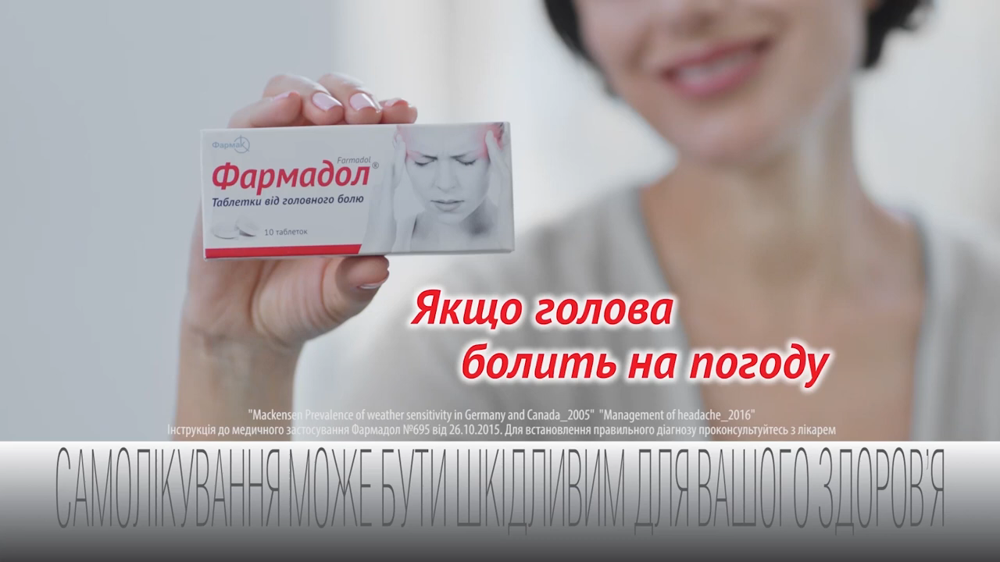 Фармак
Farmadol
Фармадол®
Таблетки від головного болю
10 таблеток
Якщо голова
болить на погоду
"Mackensen Prevalence of weather sensitivity in Germany and Canada_2005" "Management of headache_2016"
Інструкція до медичного застосування Фармадол №695 від 26.10.2015. Для встановлення правильного діагнозу проконсультуйтесь з лікарем
САМОЛІКУВАННЯ МОЖЕ БУТИ ШКІДЛИВИМ ДЛЯ ВАШОГО ЗДОРОВ'Я